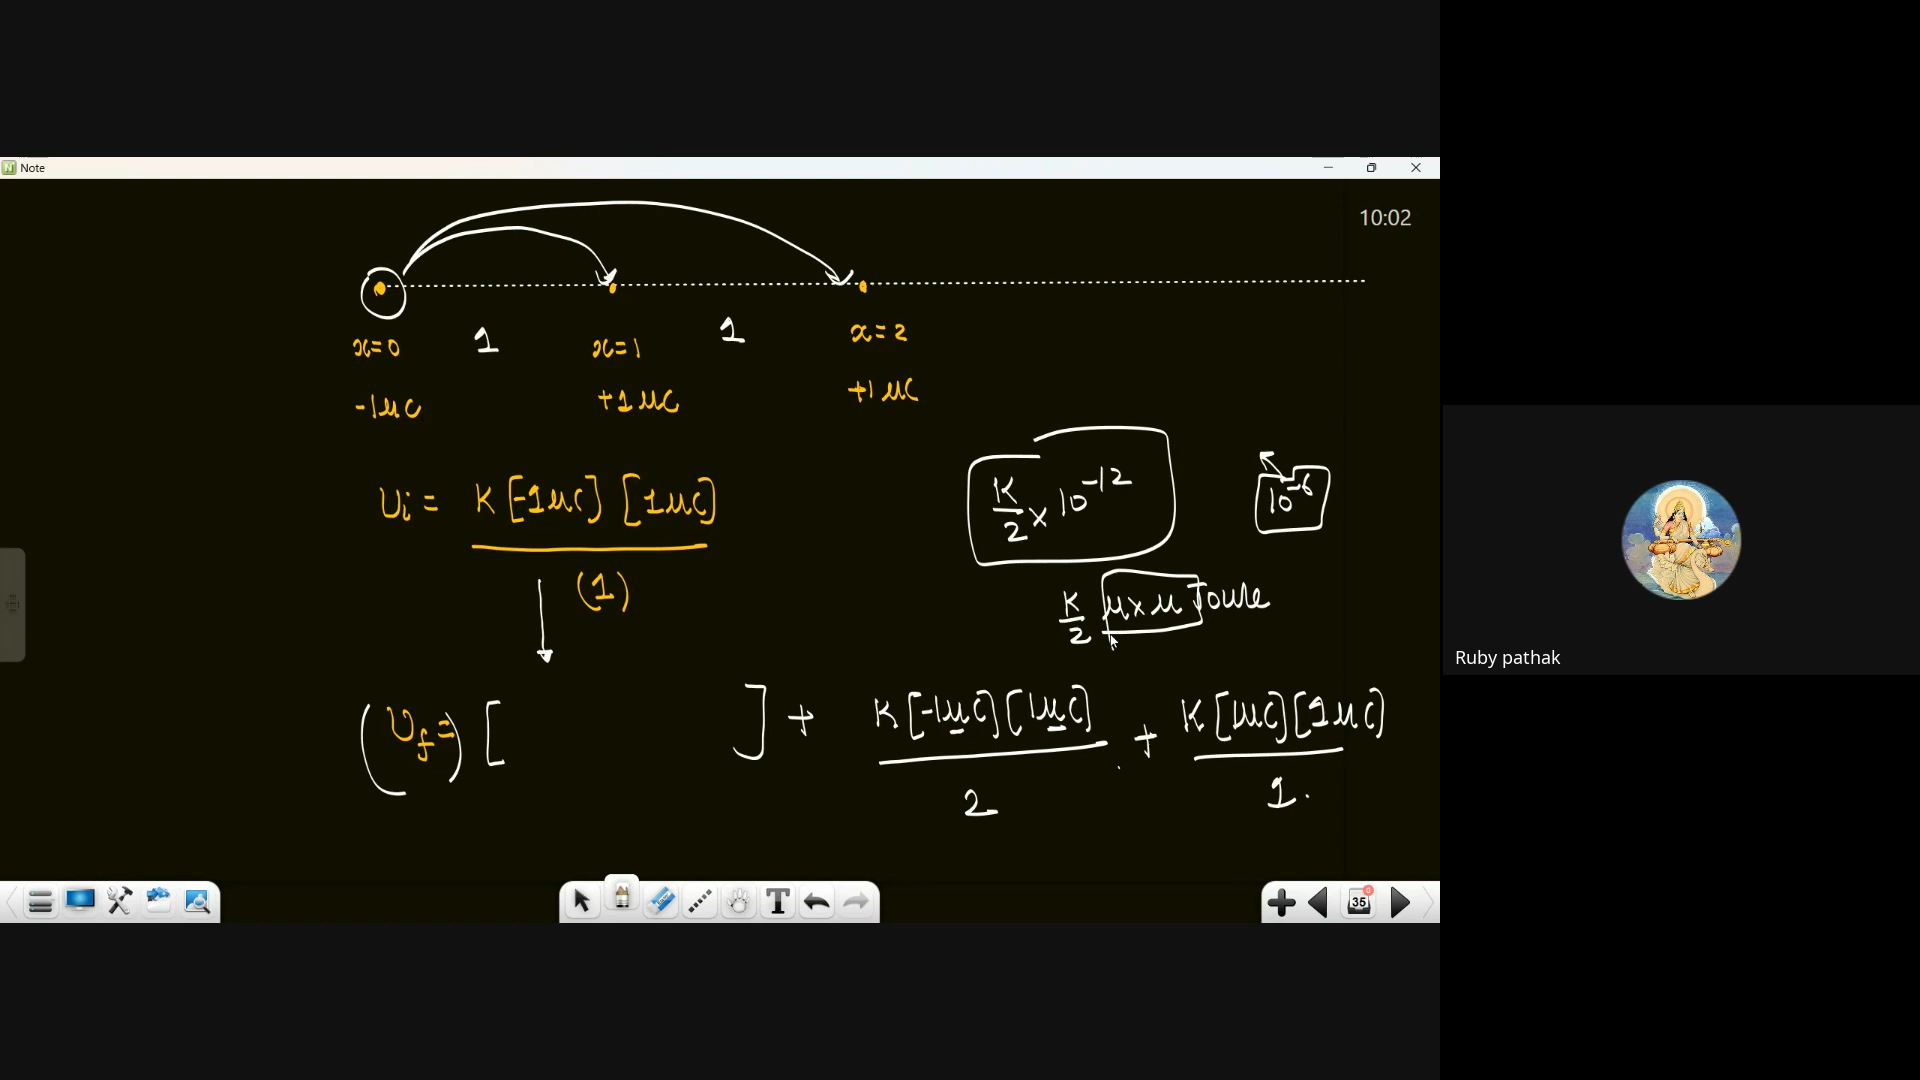 Note
10:02
1 1
x=0 x=1 x=2
-1μC +1μC +1μC
Ui = K[-1μC][1μC]
(1)
K/2 × 10^-12
10^-6
K/2 μ×μ Joule
(Uf=) [ ] + K[-1μC][1μC] / 2 + K[1μC][1μC] / 1.
T
0
35
Ruby pathak